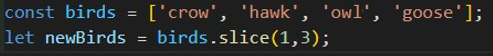 const birds = ['crow', 'hawk', 'owl', 'goose'];
let newBirds = birds.slice(1,3);